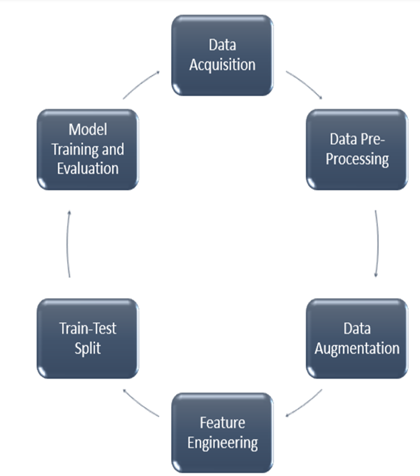 Data
Acquisition
Data Pre-
Processing
Data
Augmentation
Feature
Engineering
Train-Test
Split
Model
Training and
Evaluation